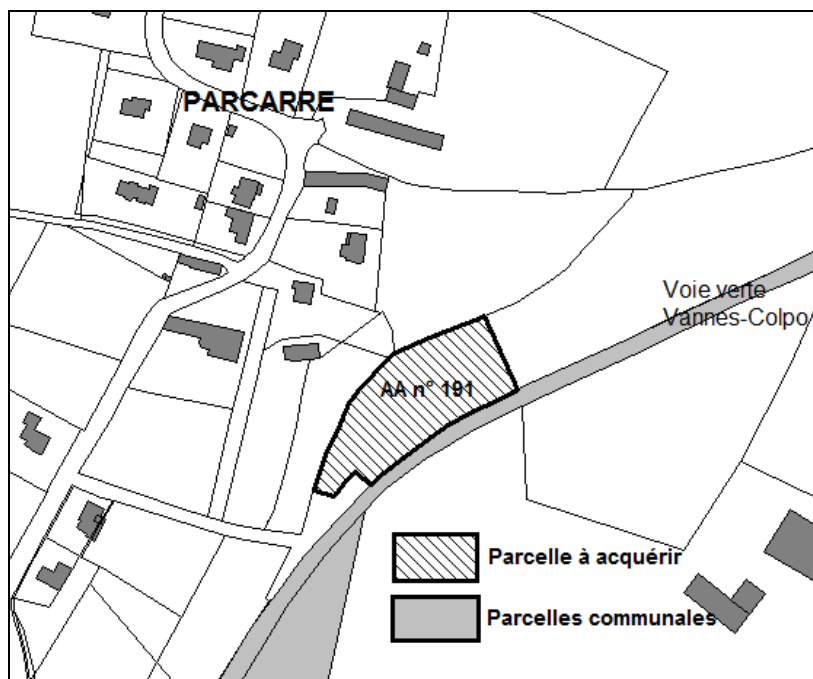 PARCARRE
Voie verte
Vannes-Colpo
AA n° 191
Parcelle à acquérir
Parcelles communales